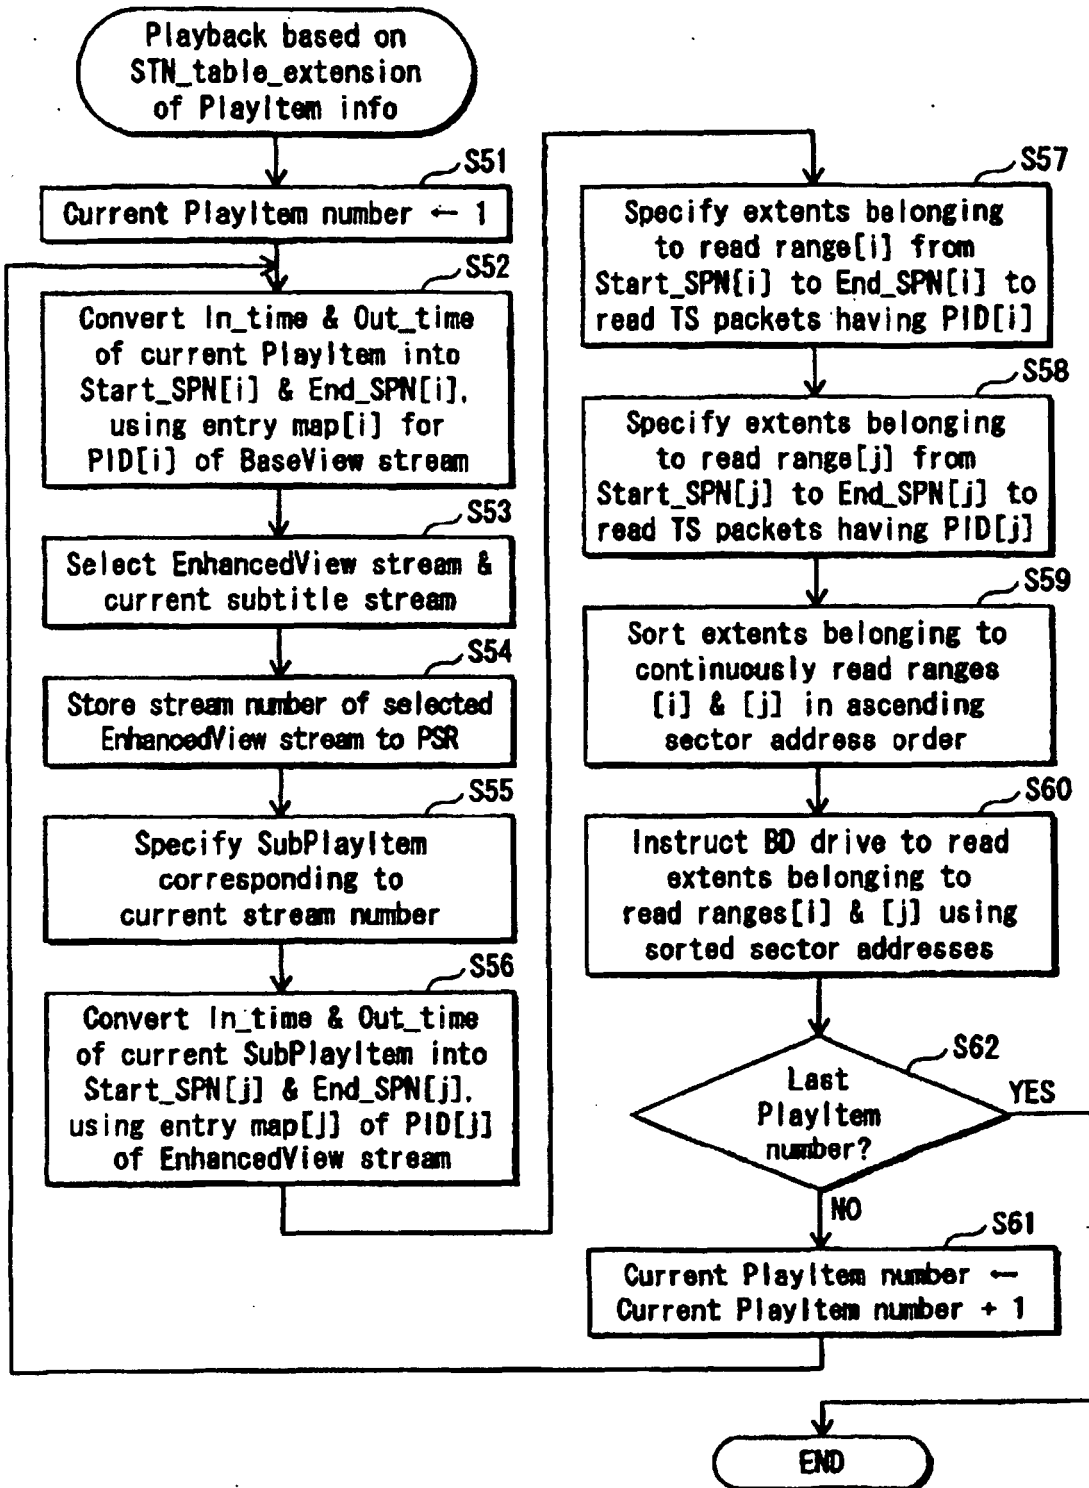 Playback based on
STN_table_extension
of PlayItem info
S51
Current PlayItem number ← 1
S52
Convert In_time & Out_time
of current PlayItem into
Start_SPN[i] & End_SPN[i],
using entry map[i] for
PID[i] of BaseView stream
S53
Select EnhancedView stream &
current subtitle stream
S54
Store stream number of selected
EnhancedView stream to PSR
S55
Specify SubPlayItem
corresponding to
current stream number
S56
Convert In_time & Out_time
of current SubPlayItem into
Start_SPN[j] & End_SPN[j],
using entry map[j] of PID[j]
of EnhancedView stream
S57
Specify extents belonging
to read range[i] from
Start_SPN[i] to End_SPN[i] to
read TS packets having PID[i]
S58
Specify extents belonging
to read range[j] from
Start_SPN[j] to End_SPN[j] to
read TS packets having PID[j]
S59
Sort extents belonging to
continuously read ranges
[i] & [j] in ascending
sector address order
S60
Instruct BD drive to read
extents belonging to
read ranges[i] & [j] using
sorted sector addresses
S62
Last
PlayItem
number?
YES
NO
S61
Current PlayItem number ←
Current PlayItem number + 1
END